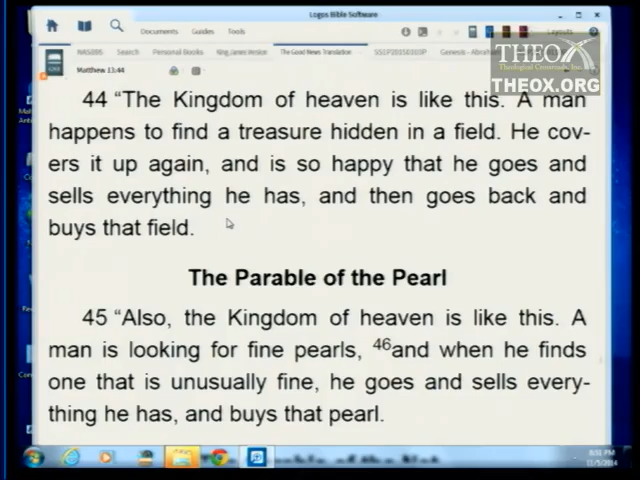 Logos Bible Software
Documents Guides Tools Layouts
NASB95 Search Personal Books King James Version The Good News Translation SSTP20150103P Genesis - Abraham
Matthew 13:44
THEOX
THEOX.ORG
44 “The Kingdom of heaven is like this. A man
happens to find a treasure hidden in a field. He cov-
ers it up again, and is so happy that he goes and
sells everything he has, and then goes back and
buys that field.
The Parable of the Pearl
45 “Also, the Kingdom of heaven is like this. A
man is looking for fine pearls, 46and when he finds
one that is unusually fine, he goes and sells every-
thing he has, and buys that pearl.